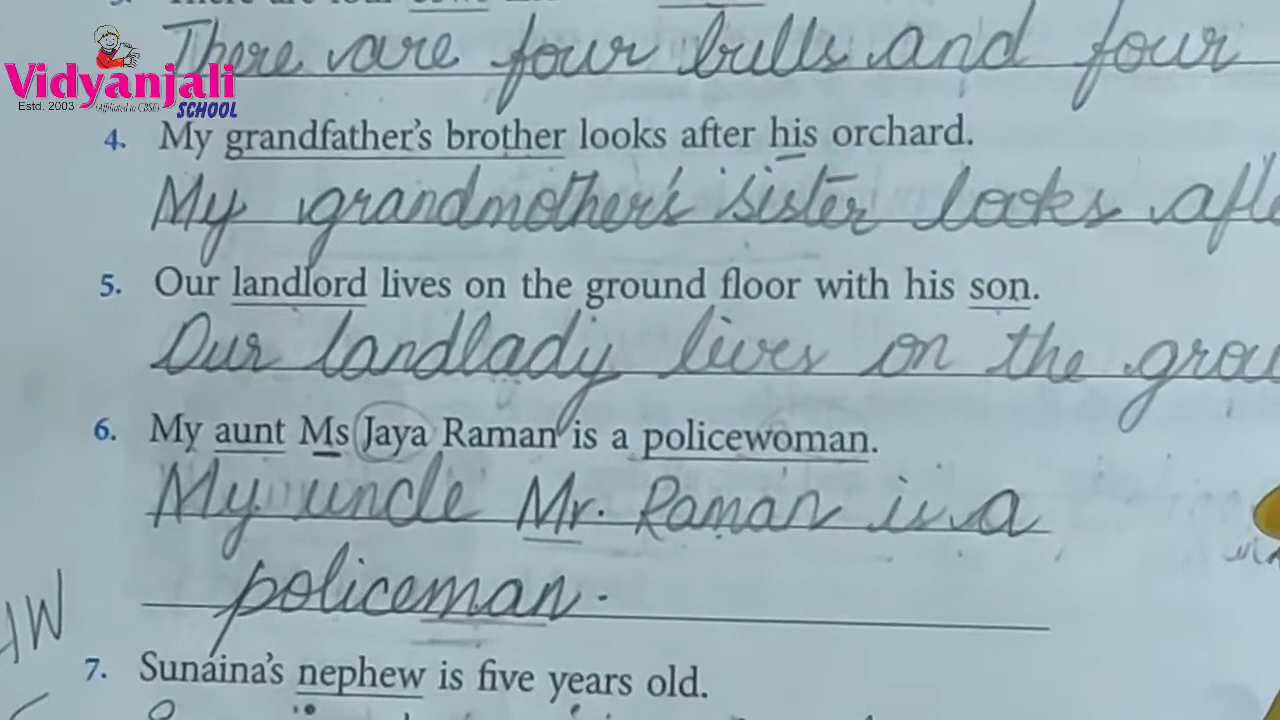 Vidyanjali
Estd. 2003 (Affiliated to CBSE) SCHOOL
There are four bulls and four
4. My grandfather's brother looks after his orchard.
My grandmother's sister looks afte
5. Our landlord lives on the ground floor with his son.
Our landlady lives on the grou
6. My aunt Ms Jaya Raman is a policewoman.
My uncle Mr. Raman is a
policeman.
HW
7. Sunaina's nephew is five years old.